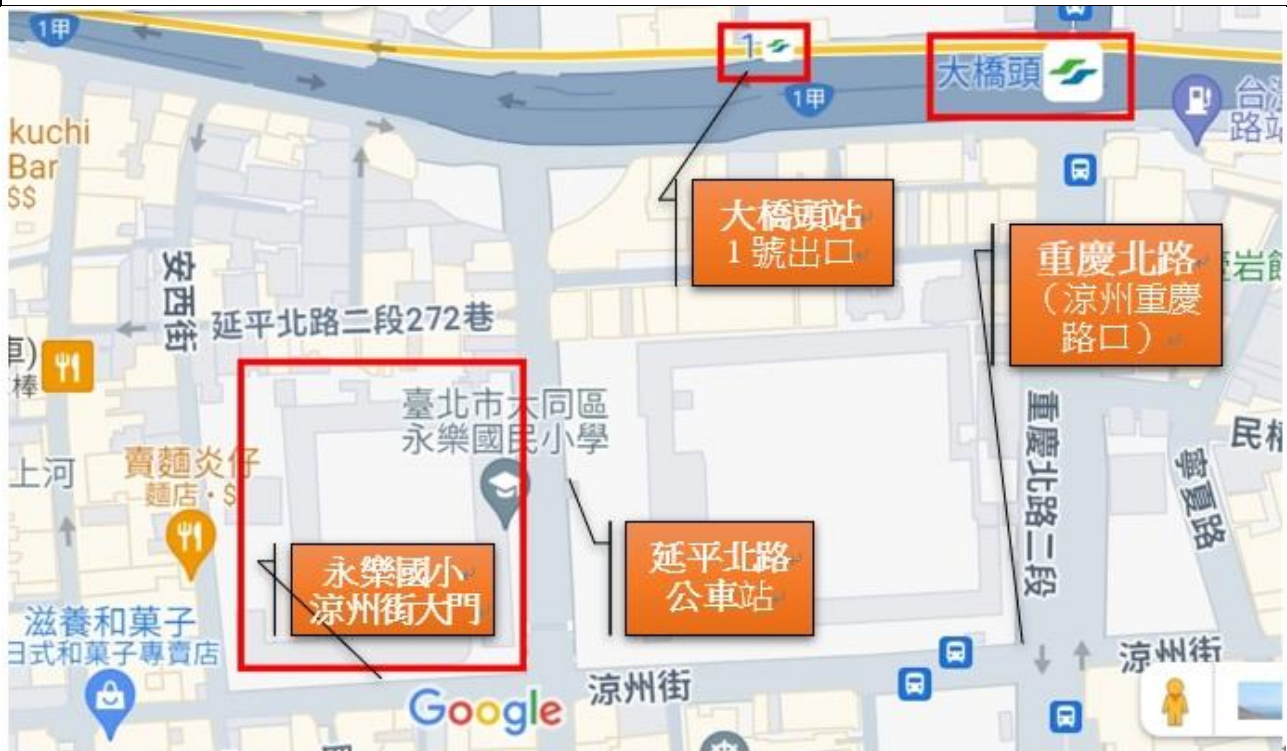 1甲
1
大橋頭
1甲
kuchi
Bar
$$
大橋頭站
1號出口
重慶北路
（涼州重慶
路口）
安西街
延平北路二段272巷
臺北市大同區
永樂國民小學
重慶北路二段
寧夏路
上河
賣麵炎仔
麵店・$
永樂國小
涼州街大門
延平北路
公車站
滋養和菓子
日式和菓子專賣店
涼州街
涼州街
Google